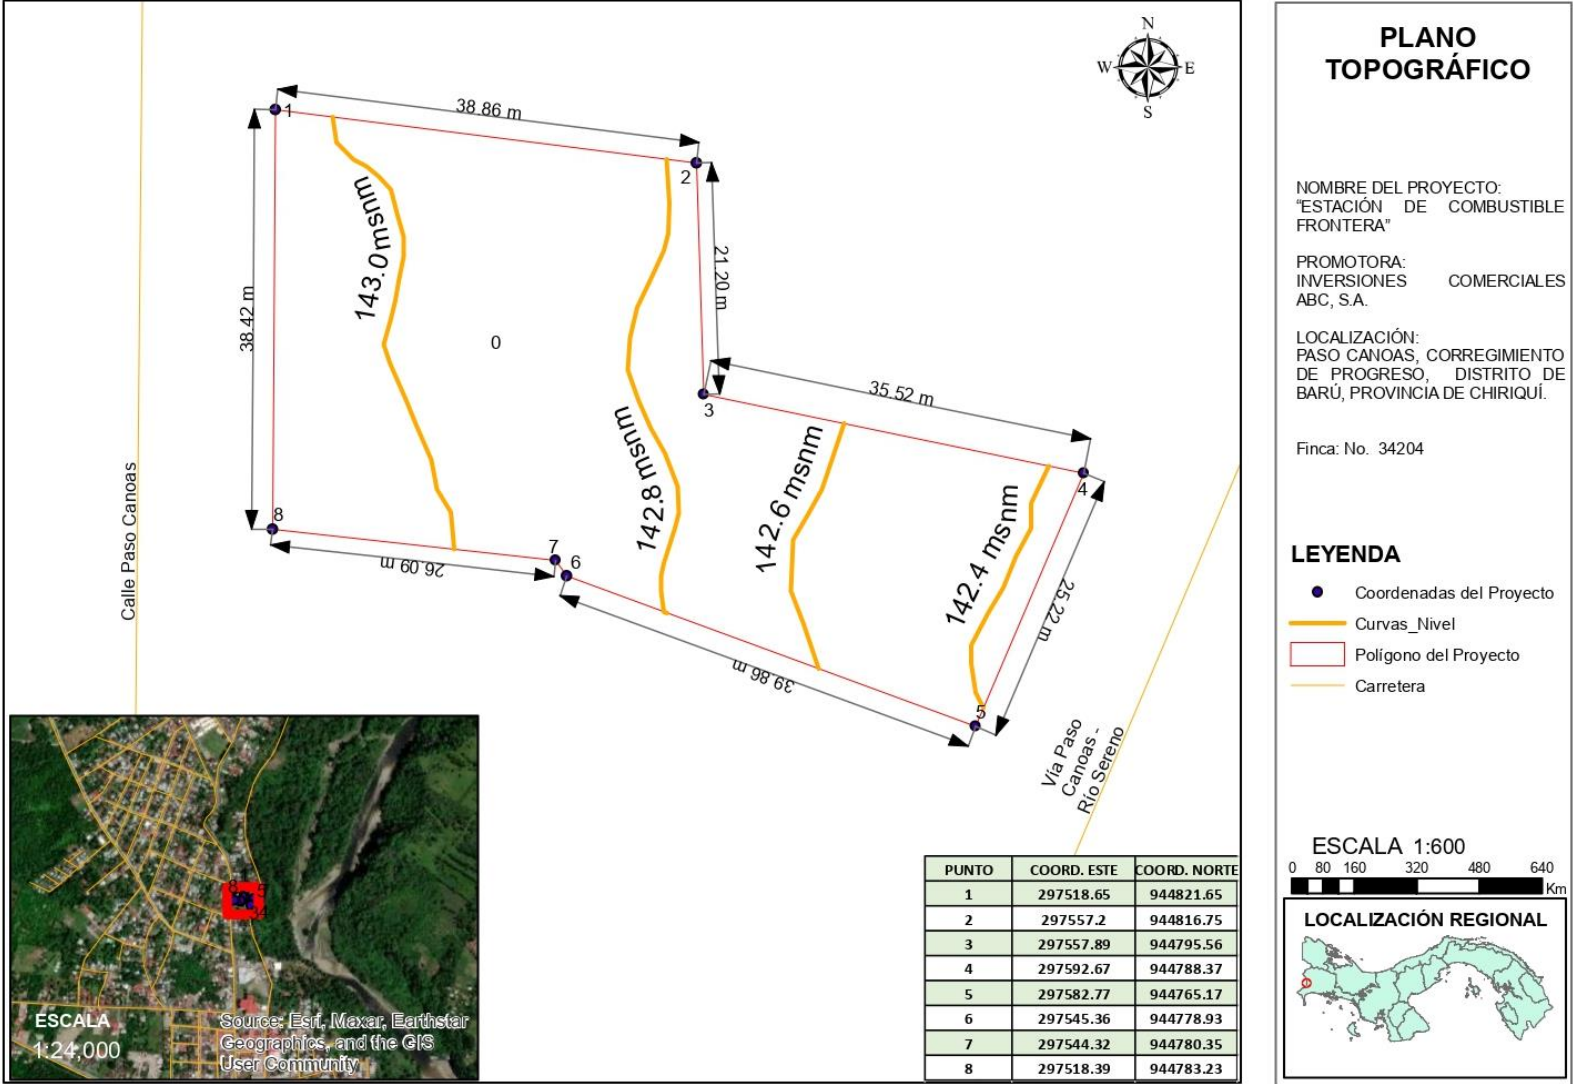 N
W
E
S
1
38.86 m
2
21.20 m
38.42 m
143.0 msnm
0
3
35.52 m
142.8 msnm
142.6 msnm
142.4 msnm
4
25.22 m
8
7
6
26.09 m
39.86 m
5
Calle Paso Canoas
Vía Paso
Canoas -
Río Sereno
PUNTO COORD. ESTE COORD. NORTE
1 297518.65 944821.65
2 297557.2 944816.75
3 297557.89 944795.56
4 297592.67 944788.37
5 297582.77 944765.17
6 297545.36 944778.93
7 297544.32 944780.35
8 297518.39 944783.23
ESCALA
1:24,000
Source: Esri, Maxar, Earthstar
Geographics, and the GIS
User Community
PLANO
TOPOGRÁFICO
NOMBRE DEL PROYECTO:
“ESTACIÓN DE COMBUSTIBLE
FRONTERA”
PROMOTORA:
INVERSIONES COMERCIALES
ABC, S.A.
LOCALIZACIÓN:
PASO CANOAS, CORREGIMIENTO
DE PROGRESO, DISTRITO DE
BARÚ, PROVINCIA DE CHIRIQUÍ.
Finca: No. 34204
LEYENDA
Coordenadas del Proyecto
Curvas_Nivel
Polígono del Proyecto
Carretera
ESCALA 1:600
0 80 160 320 480 640
Km
LOCALIZACIÓN REGIONAL